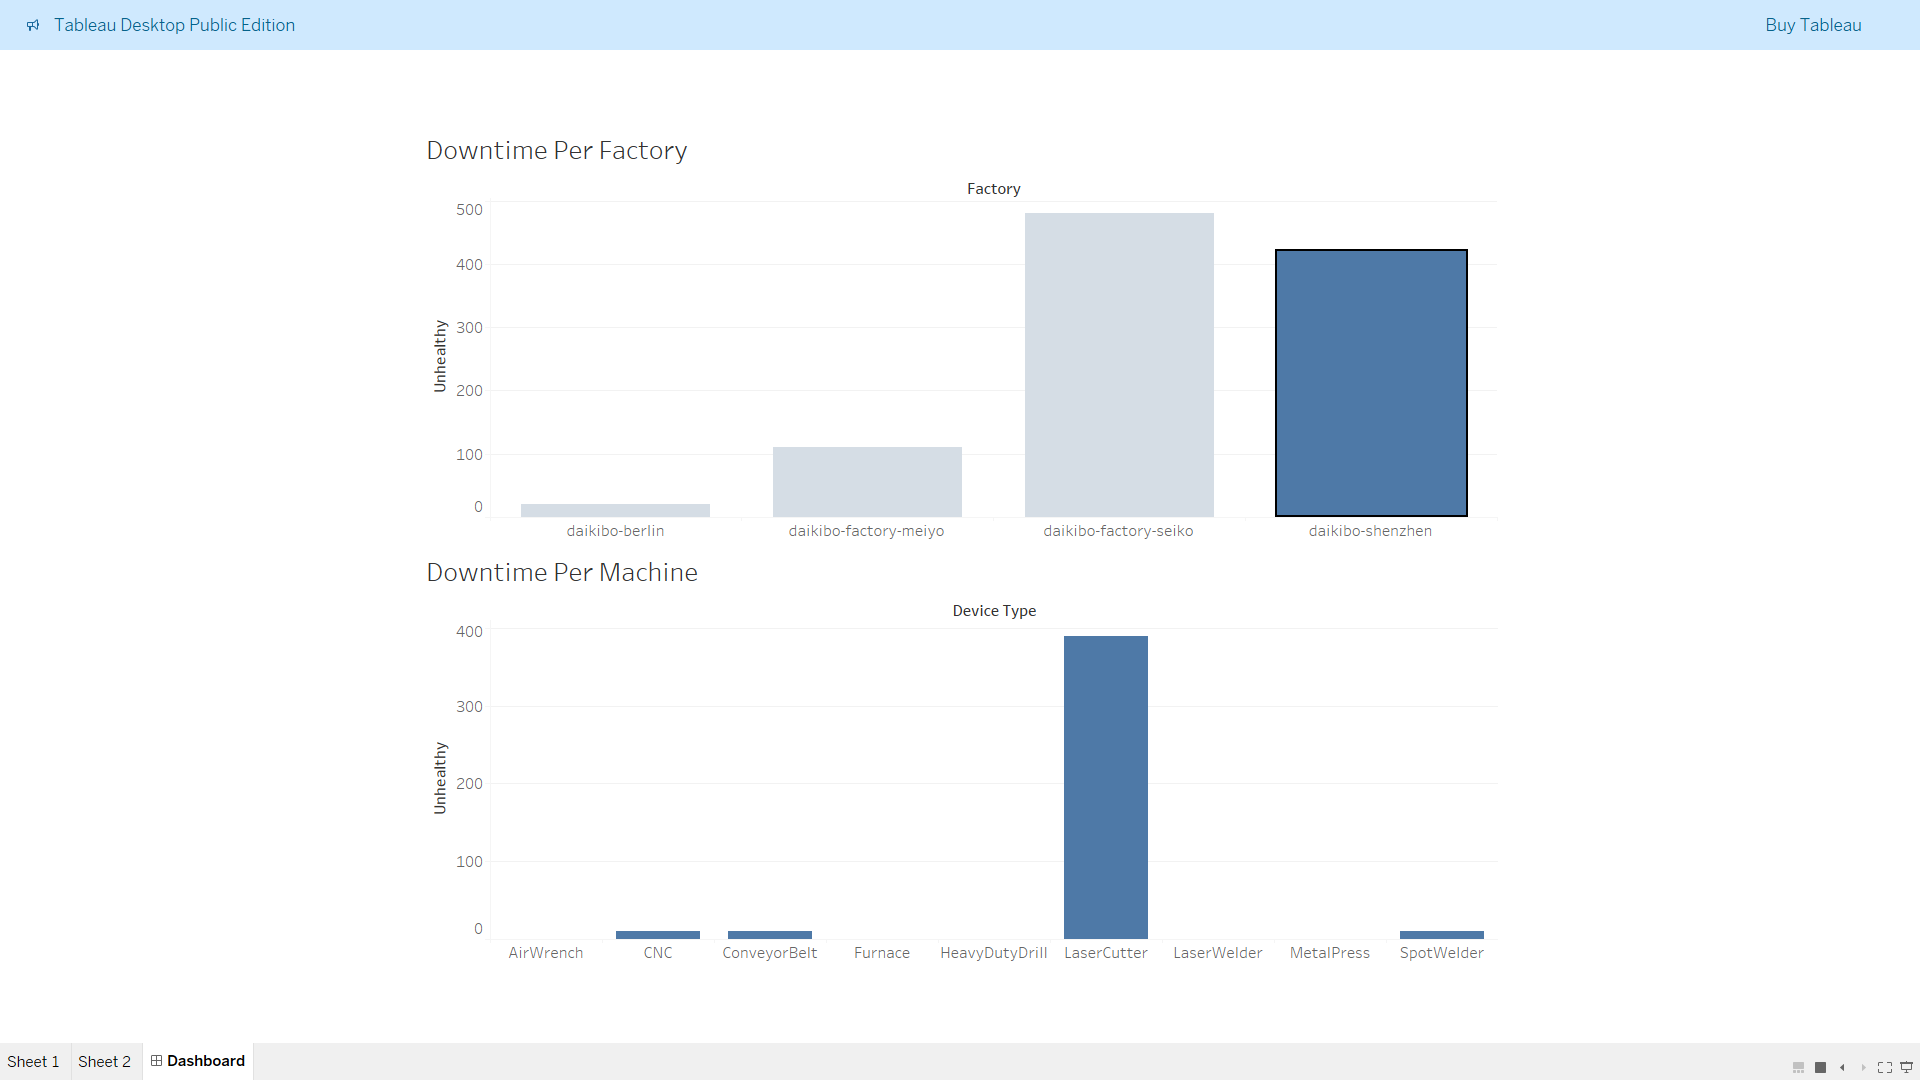 Tableau Desktop Public Edition
Buy Tableau
Downtime Per Factory
Factory
500
400
300
200
100
0
Unhealthy
daikibo-berlin
daikibo-factory-meiyo
daikibo-factory-seiko
daikibo-shenzhen
Downtime Per Machine
Device Type
400
300
200
100
0
Unhealthy
AirWrench
CNC
ConveyorBelt
Furnace
HeavyDutyDrill
LaserCutter
LaserWelder
MetalPress
SpotWelder
Sheet 1
Sheet 2
Dashboard